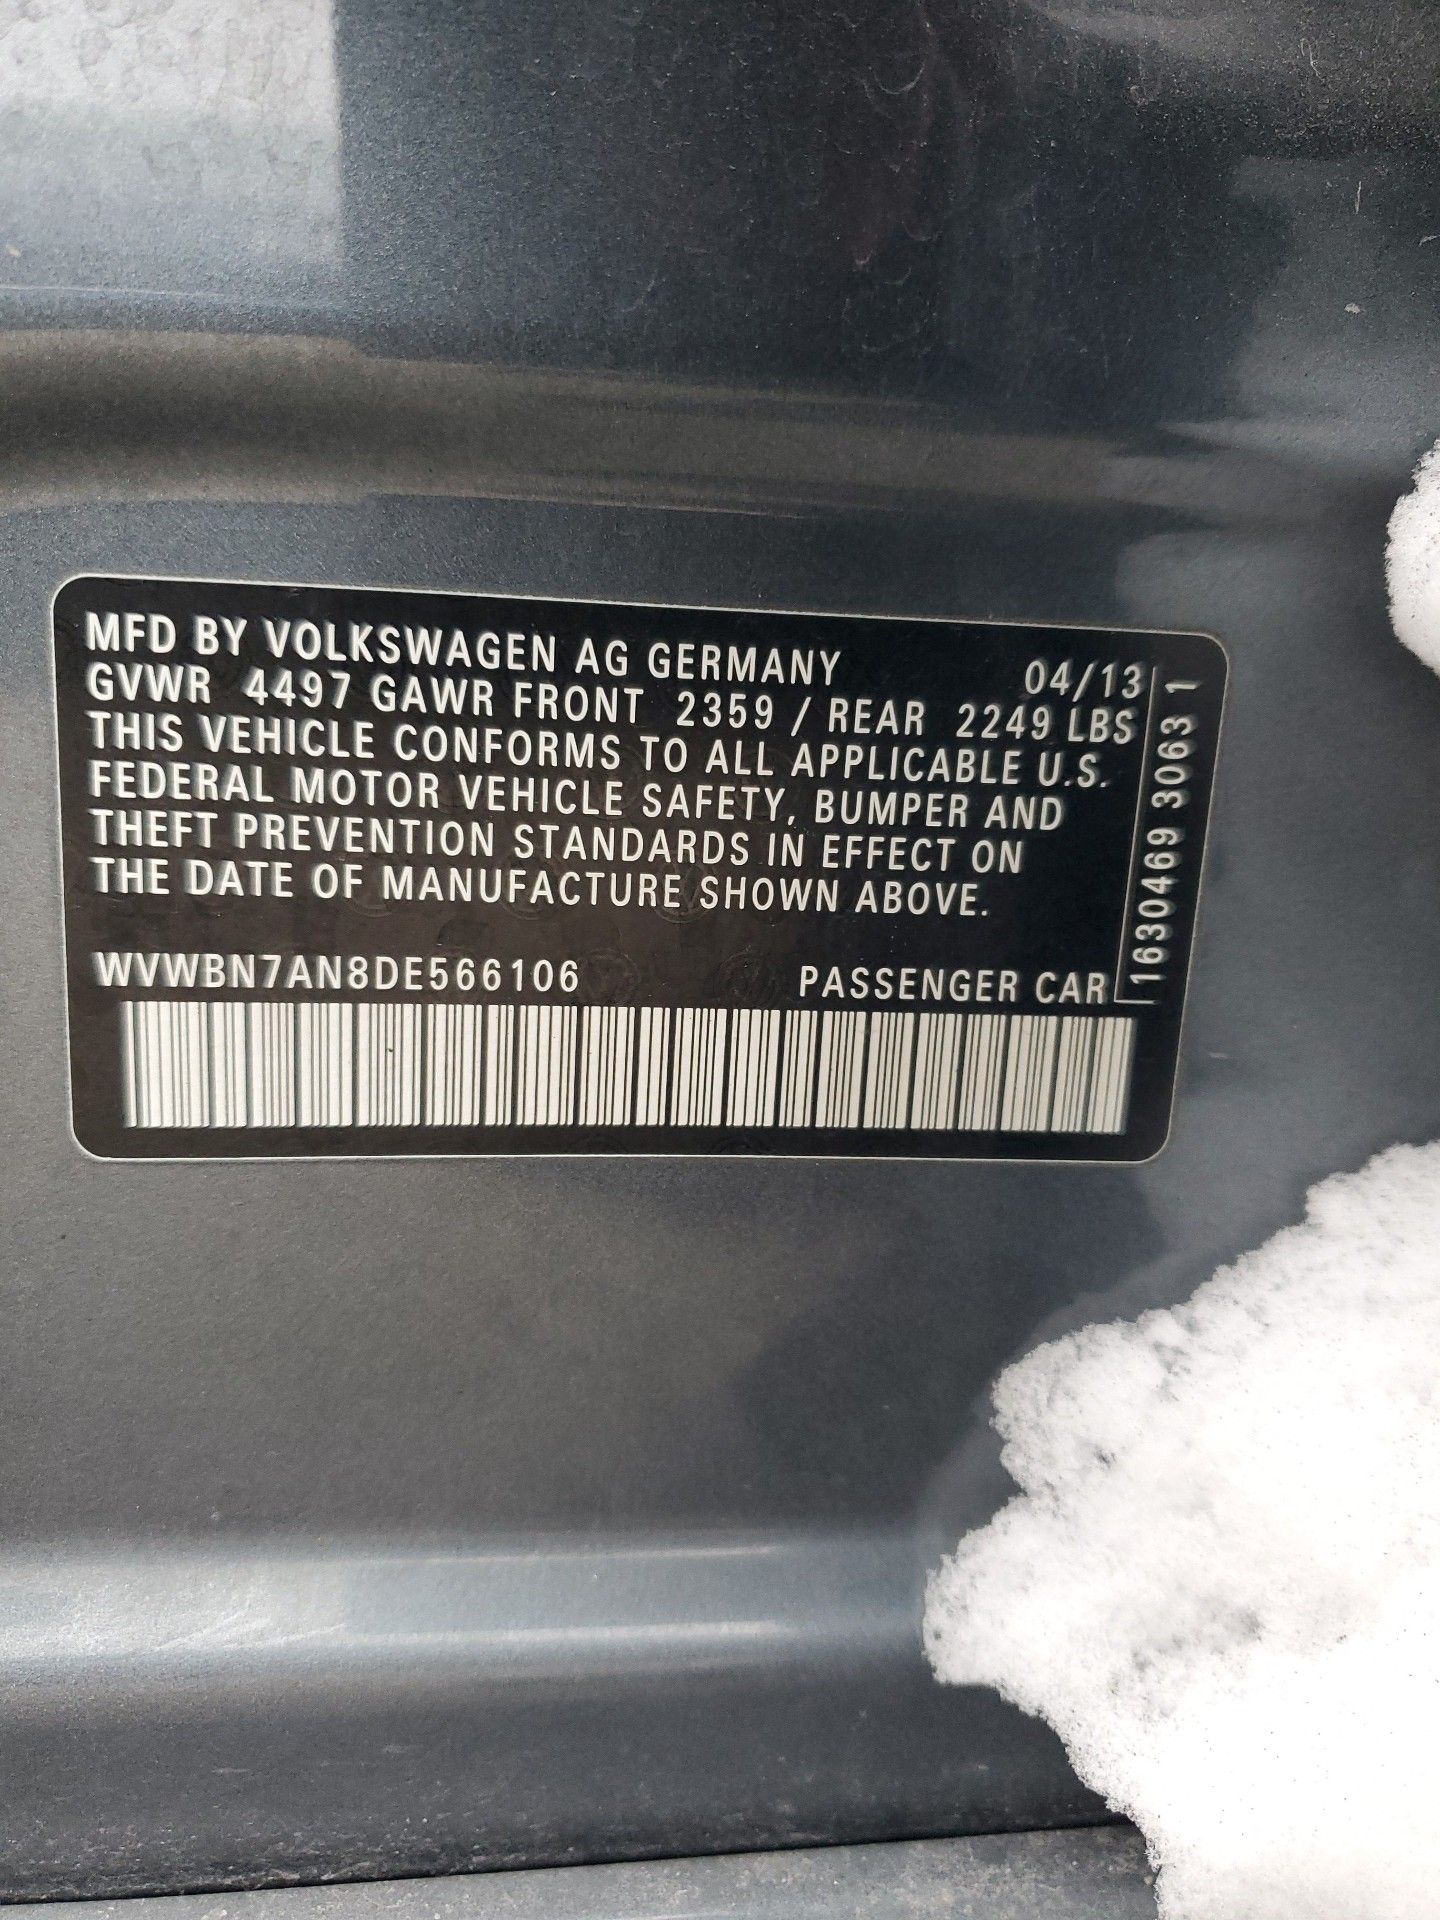 MFD BY VOLKSWAGEN AG GERMANY 04/13
GVWR 4497 GAWR FRONT 2359 / REAR 2249 LBS
THIS VEHICLE CONFORMS TO ALL APPLICABLE U.S.
FEDERAL MOTOR VEHICLE SAFETY, BUMPER AND
THEFT PREVENTION STANDARDS IN EFFECT ON
THE DATE OF MANUFACTURE SHOWN ABOVE.
WVWBN7AN8DE566106 PASSENGER CAR
1630469 3063 1